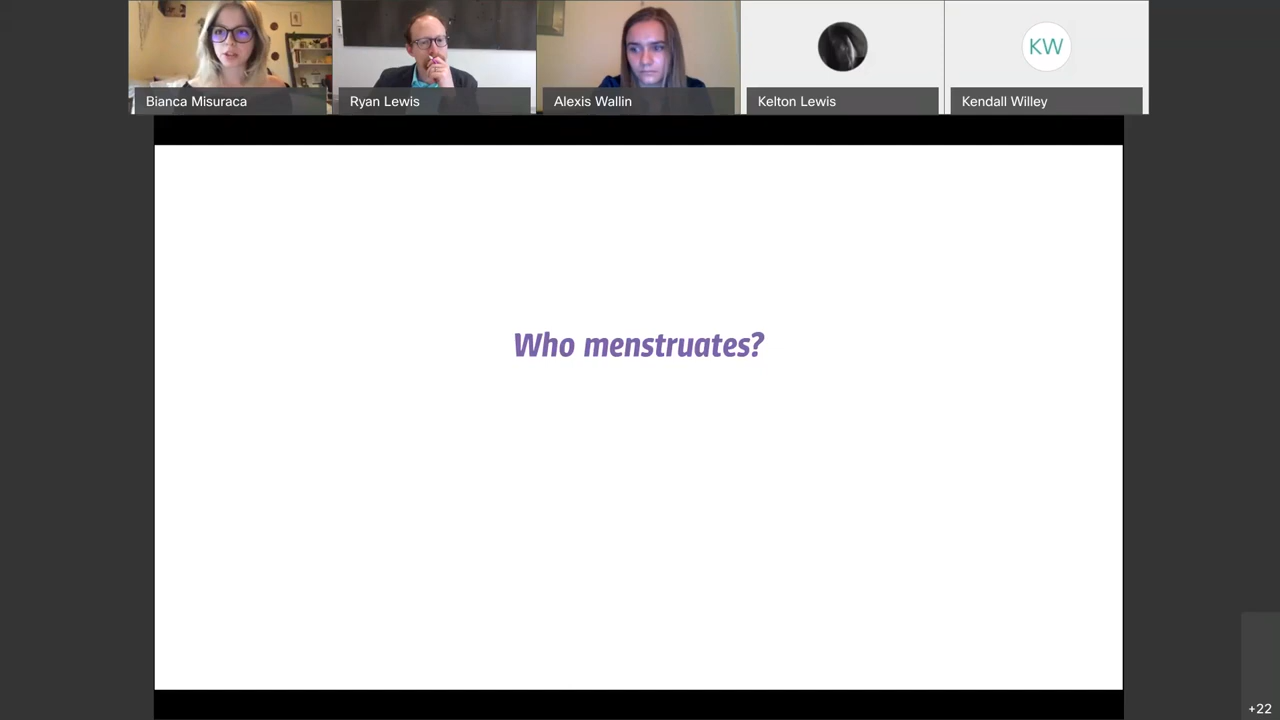 Bianca Misuraca
Ryan Lewis
Alexis Wallin
Kelton Lewis
KW
Kendall Willey
Who menstruates?
+22